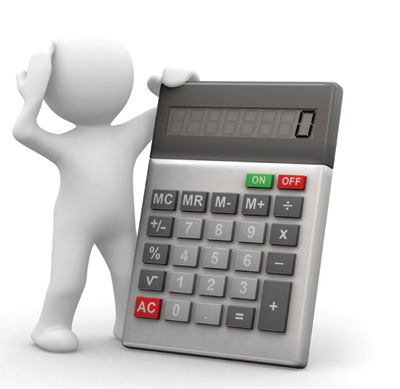 0
ON OFF
MC MR M- M+ ÷
+/- 7 8 9 x
% 4 5 6 –
√ 1 2 3 +
AC 0 . =